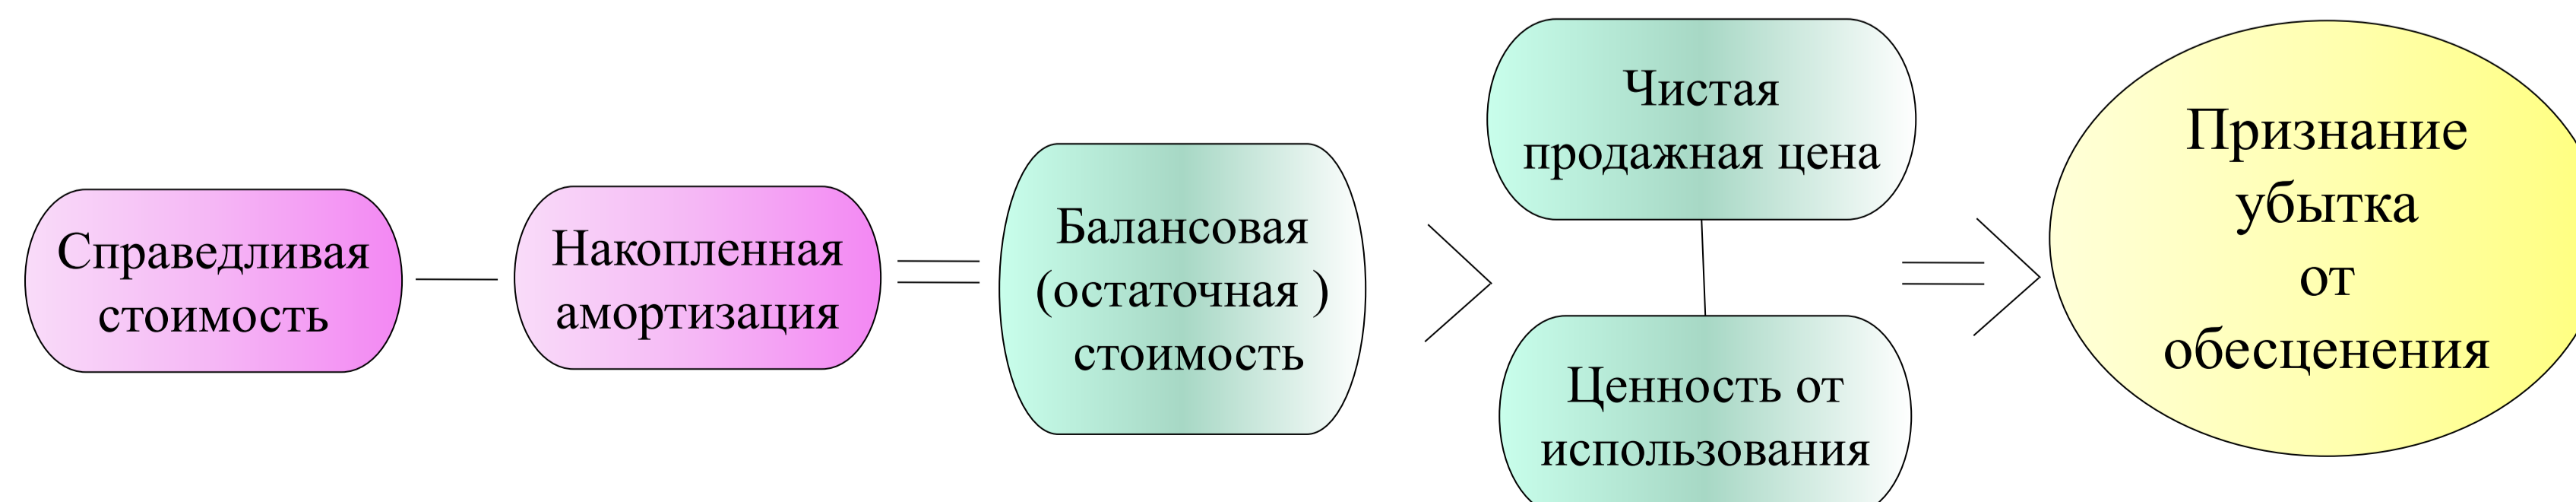 Справедливая
стоимость
Накопленная
амортизация
Балансовая
(остаточная )
стоимость
Чистая
продажная цена
Ценность от
использования
Признание
убытка
от
обесценения